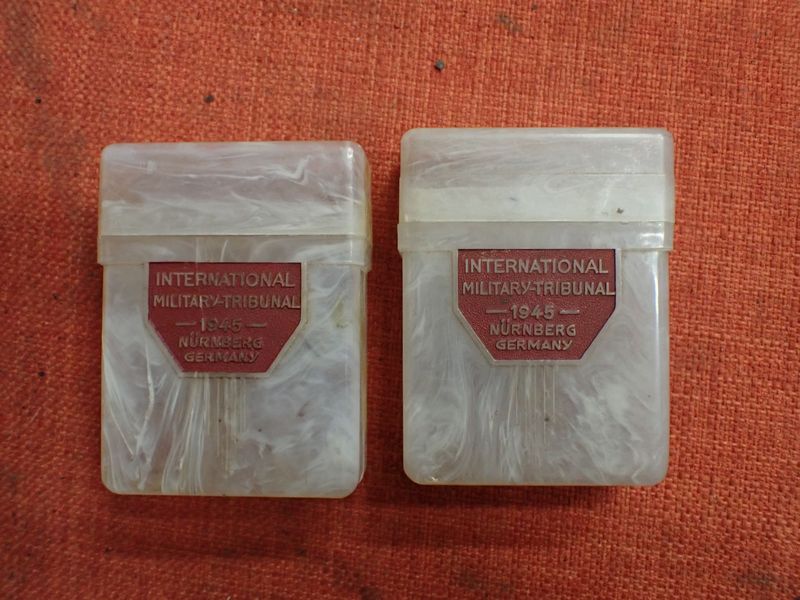 INTERNATIONAL
MILITARY-TRIBUNAL
— 1945 —
NÜRNBERG
GERMANY
INTERNATIONAL
MILITARY-TRIBUNAL
— 1945 —
NÜRNBERG
GERMANY